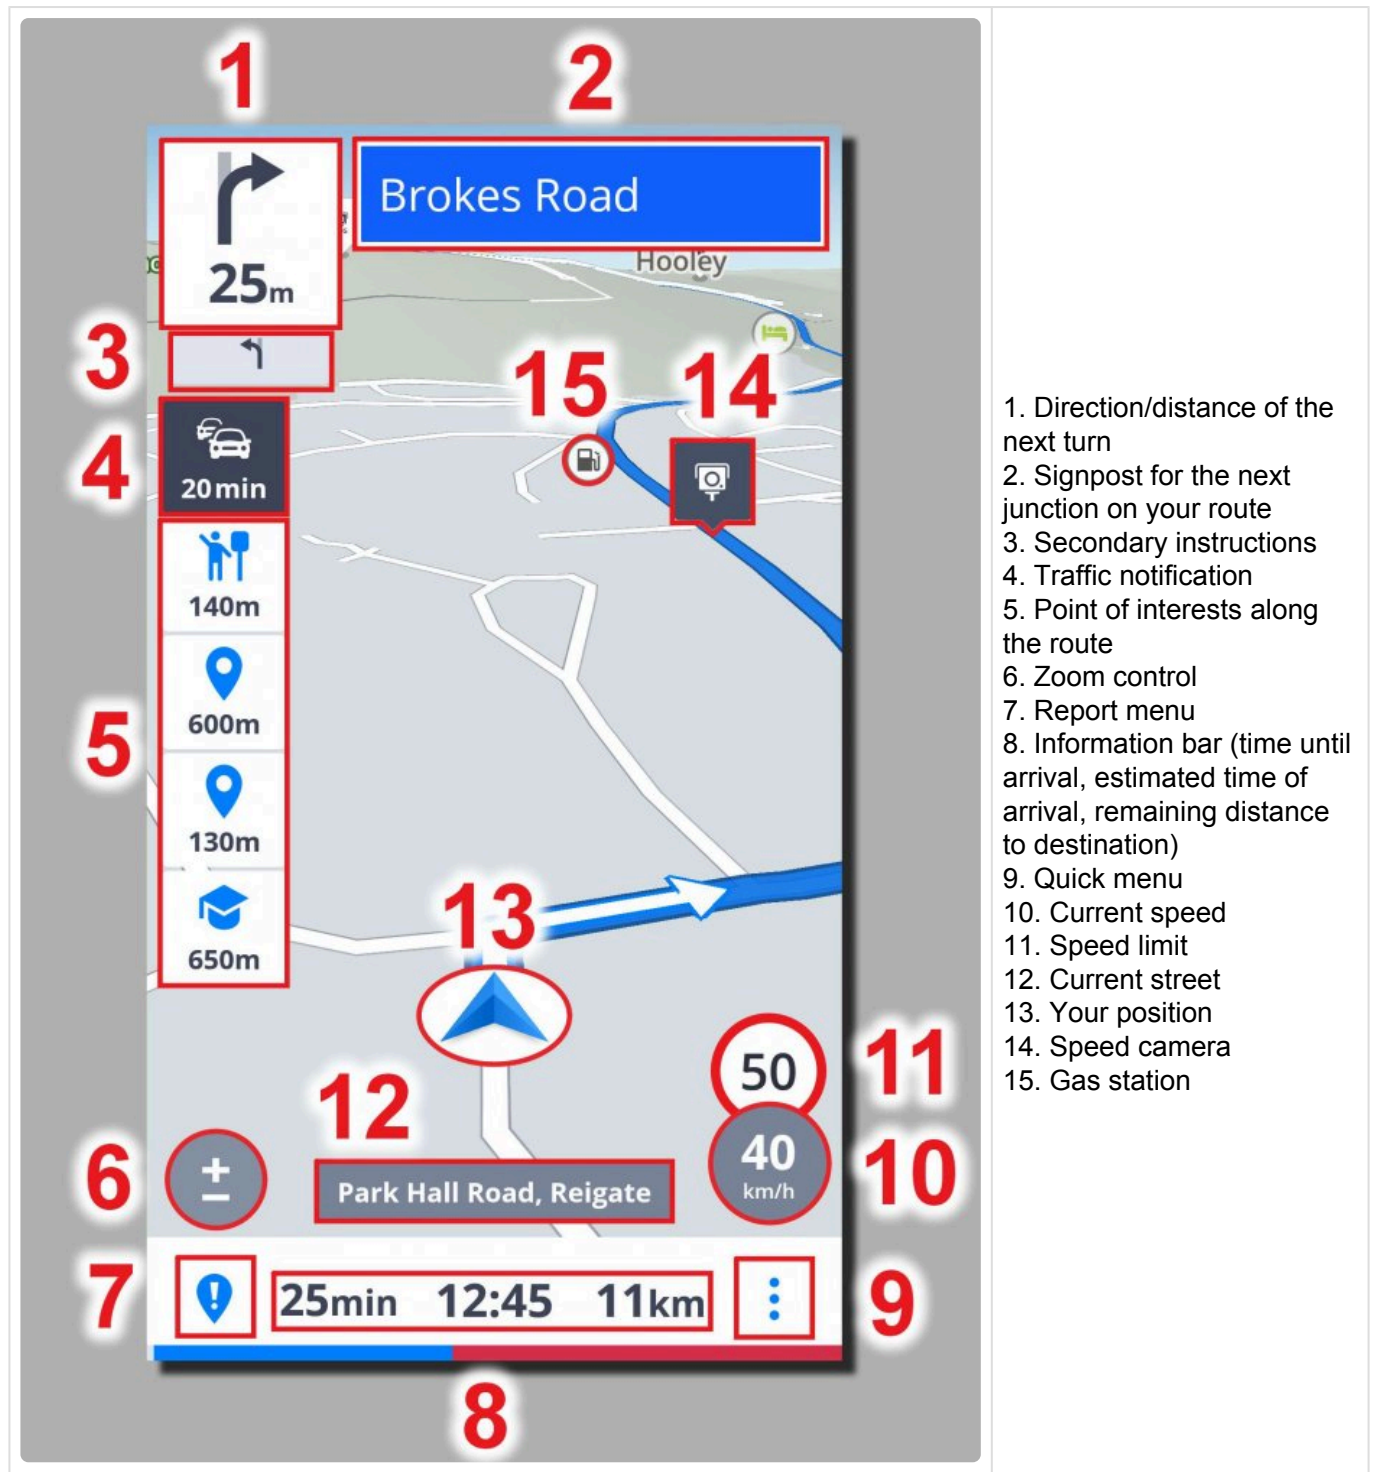 1
2
Brokes Road
25m
Hooley
3
15
14
4
20 min
140m
5
600m
130m
13
650m
50
11
12
6
40
10
Park Hall Road, Reigate
km/h
7
25min 12:45 11km
9
8
1. Direction/distance of the
next turn
2. Signpost for the next
junction on your route
3. Secondary instructions
4. Traffic notification
5. Point of interests along
the route
6. Zoom control
7. Report menu
8. Information bar (time until
arrival, estimated time of
arrival, remaining distance
to destination)
9. Quick menu
10. Current speed
11. Speed limit
12. Current street
13. Your position
14. Speed camera
15. Gas station